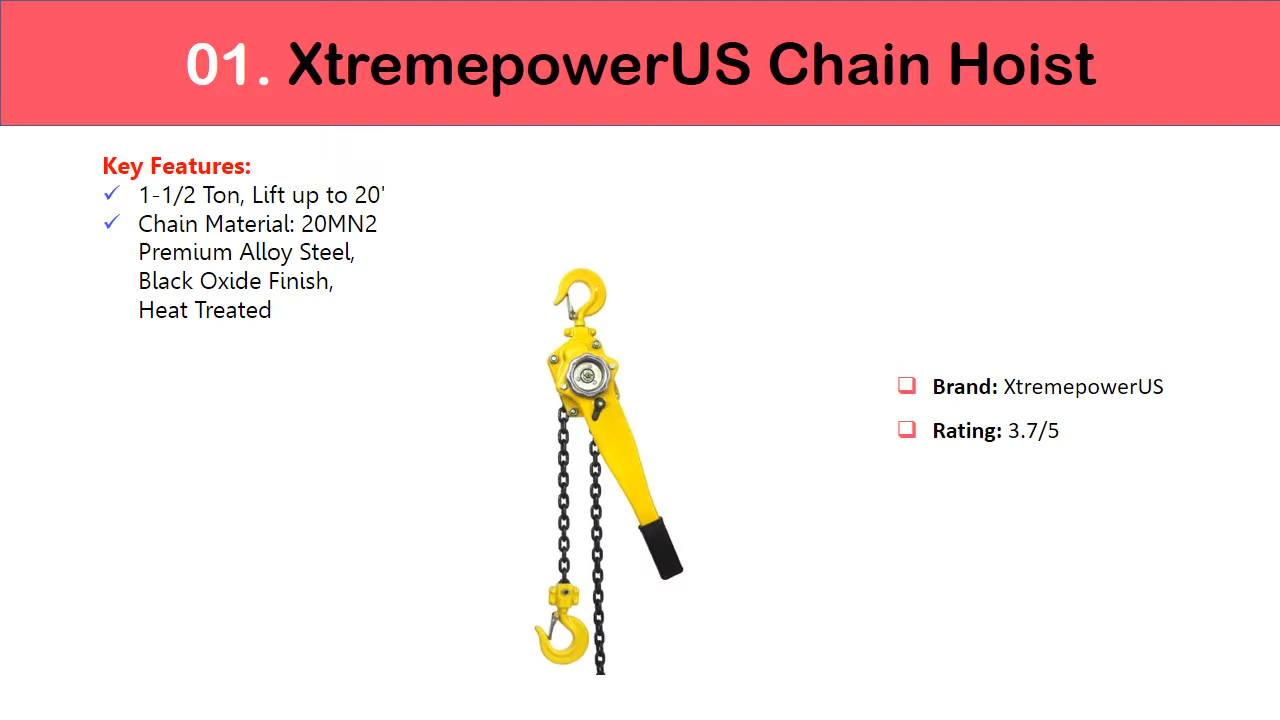 01. XtremepowerUS Chain Hoist
Key Features:
✓ 1-1/2 Ton, Lift up to 20'
✓ Chain Material: 20MN2
Premium Alloy Steel,
Black Oxide Finish,
Heat Treated
❑ Brand: XtremepowerUS
❑ Rating: 3.7/5